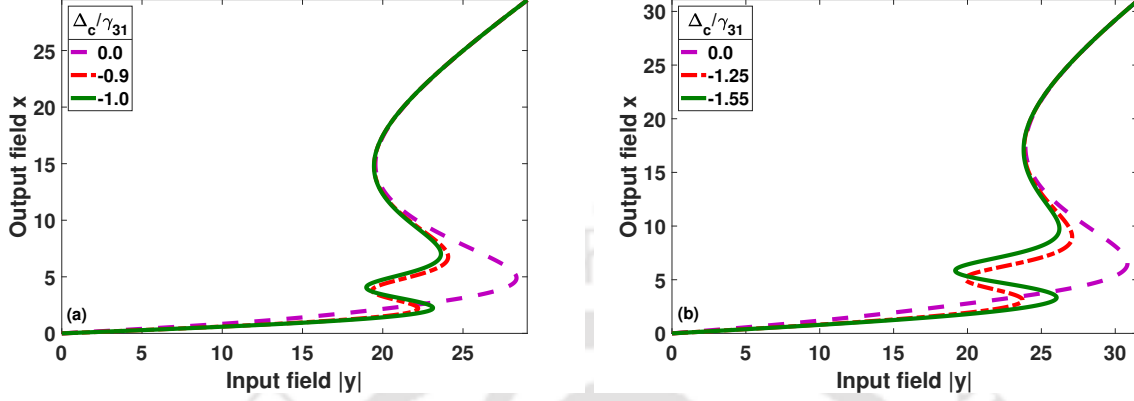 Δc/γ31
0.0
-0.9
-1.0
25
20
15
10
5
0
0 5 10 15 20 25
Output field x
Input field |y|
(a)
Δc/γ31
0.0
-1.25
-1.55
30
25
20
15
10
5
0
0 5 10 15 20 25 30
Output field x
Input field |y|
(b)